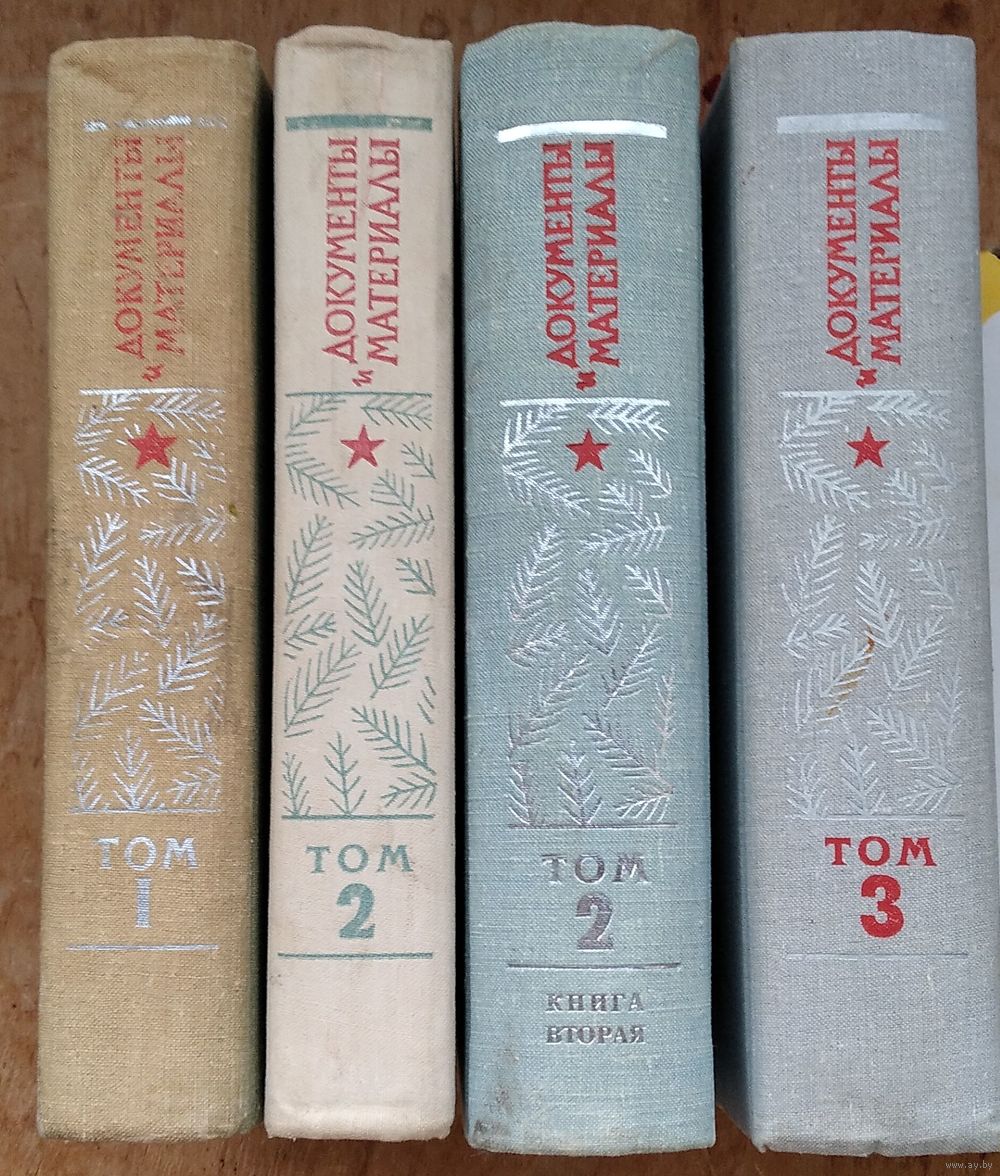 ДОКУМЕНТЫ
и МАТЕРИАЛЫ
ТОМ
1
ДОКУМЕНТЫ
и МАТЕРИАЛЫ
ТОМ
2
ДОКУМЕНТЫ
и МАТЕРИАЛЫ
ТОМ
2
КНИГА
ВТОРАЯ
ДОКУМЕНТЫ
и МАТЕРИАЛЫ
ТОМ
3
www.ay.by